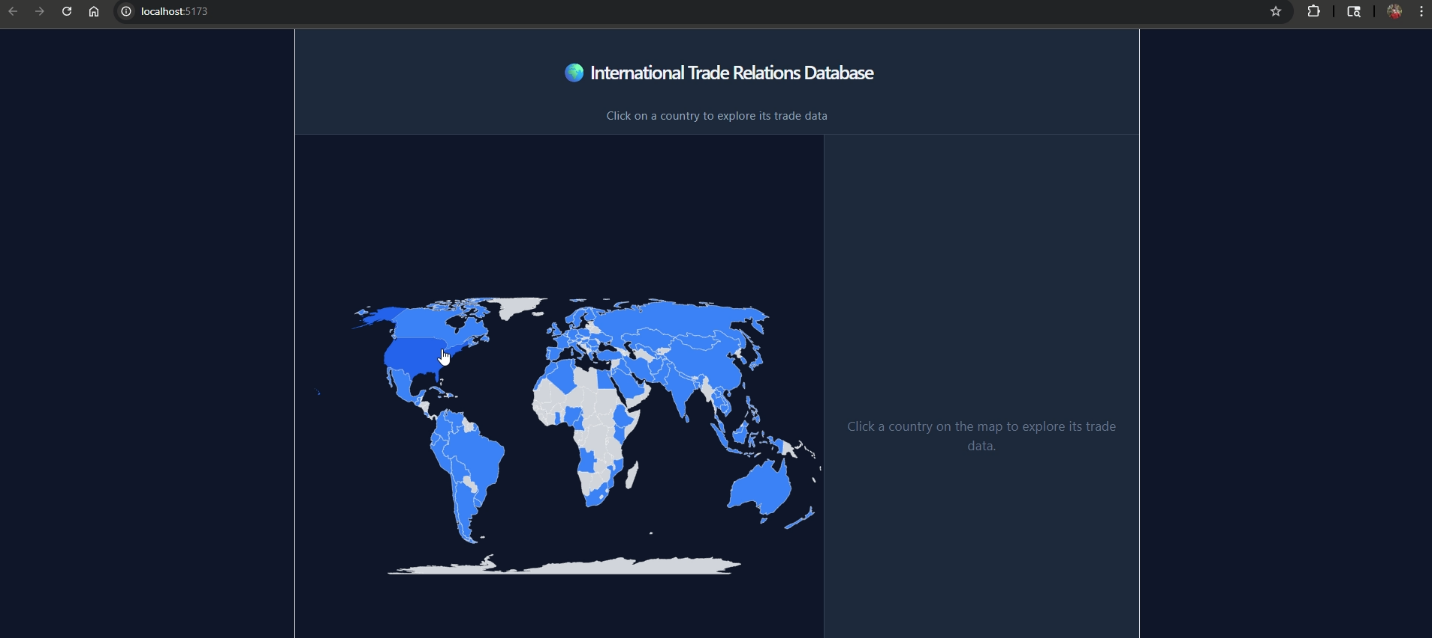 localhost:5173
International Trade Relations Database
Click on a country to explore its trade data
Click a country on the map to explore its trade
data.